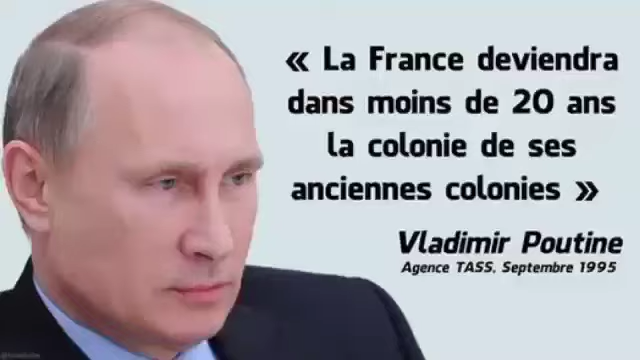 « La France deviendra
dans moins de 20 ans
la colonie de ses
anciennes colonies »
Vladimir Poutine
Agence TASS, Septembre 1995